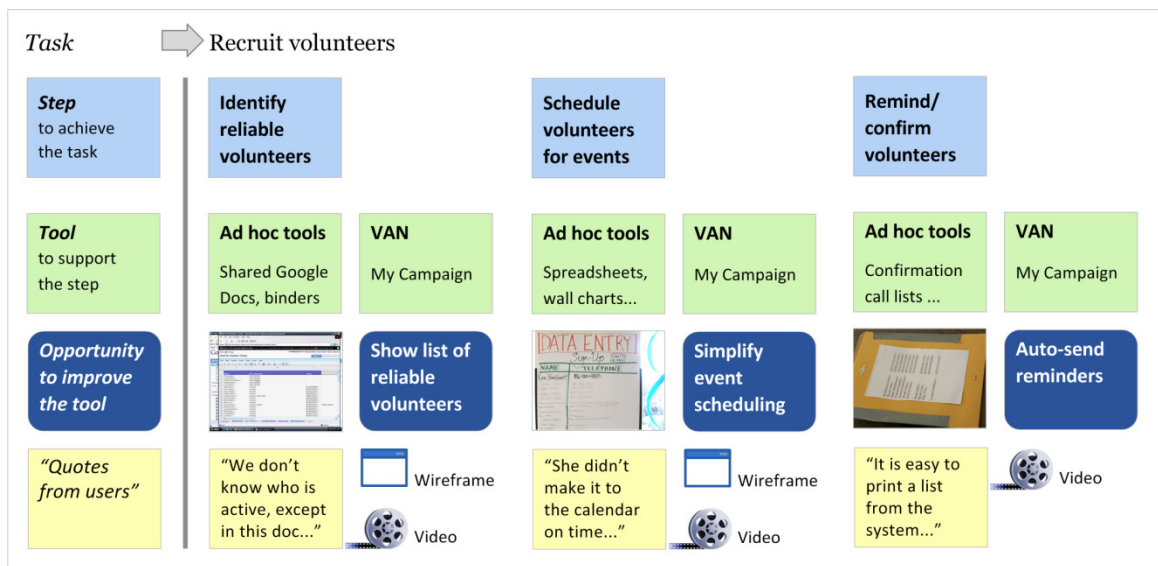 Task
Recruit volunteers
Step
to achieve
the task
Identify
reliable
volunteers
Schedule
volunteers
for events
Remind/
confirm
volunteers
Tool
to support
the step
Ad hoc tools
Shared Google
Docs, binders
VAN
My Campaign
Ad hoc tools
Spreadsheets,
wall charts...
VAN
My Campaign
Ad hoc tools
Confirmation
call lists ...
VAN
My Campaign
Opportunity
to improve
the tool
Show list of
reliable
volunteers
DATA ENTRY
Sign-Up
NAME TELEPHONE
Simplify
event
scheduling
Auto-send
reminders
“Quotes
from users”
“We don’t
know who is
active, except
in this doc...”
Wireframe
Video
“She didn’t
make it to
the calendar
on time...”
Wireframe
Video
“It is easy to
print a list
from the
system...”
Video